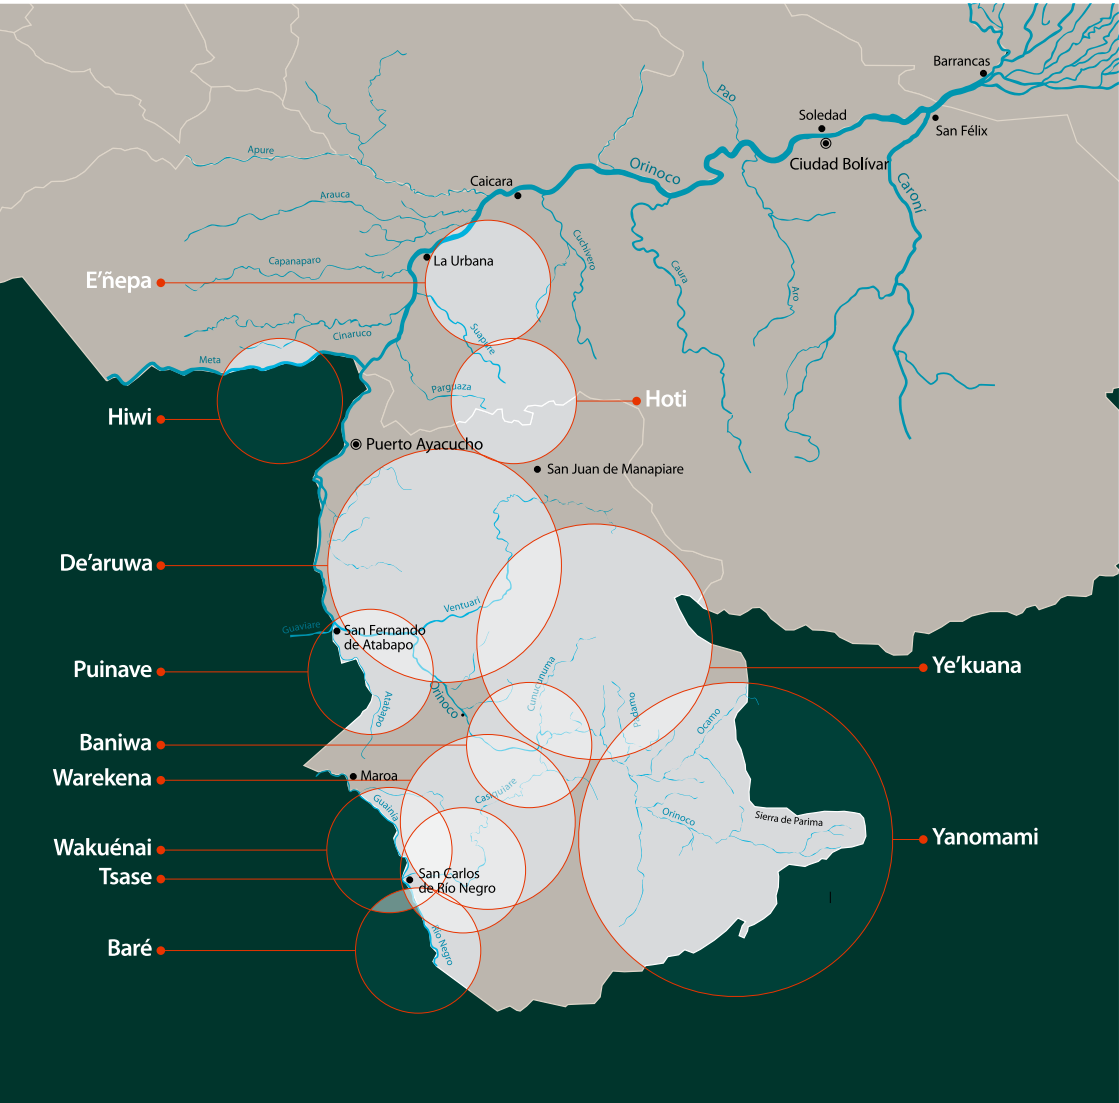 Barrancas
Pao
Soledad
San Félix
Ciudad Bolívar
Apure
Orinoco
Caroní
Caicara
Arauca
Cuchivero
La Urbana
Capanaparo
Caura
E’ñepa
Aro
Cinaruco
Suapure
Meta
Parguaza
Hoti
Hiwi
Puerto Ayacucho
San Juan de Manapiare
De’aruwa
Ventuari
Guaviare
San Fernando
de Atabapo
Ye’kuana
Puinave
Cunucunuma
Orinoco
Atabapo
Padamo
Ocamo
Baniwa
Maroa
Warekena
Casiquiare
Guainía
Orinoco
Sierra de Parima
Yanomami
Wakuénai
San Carlos
de Río Negro
Tsase
Baré
Río Negro